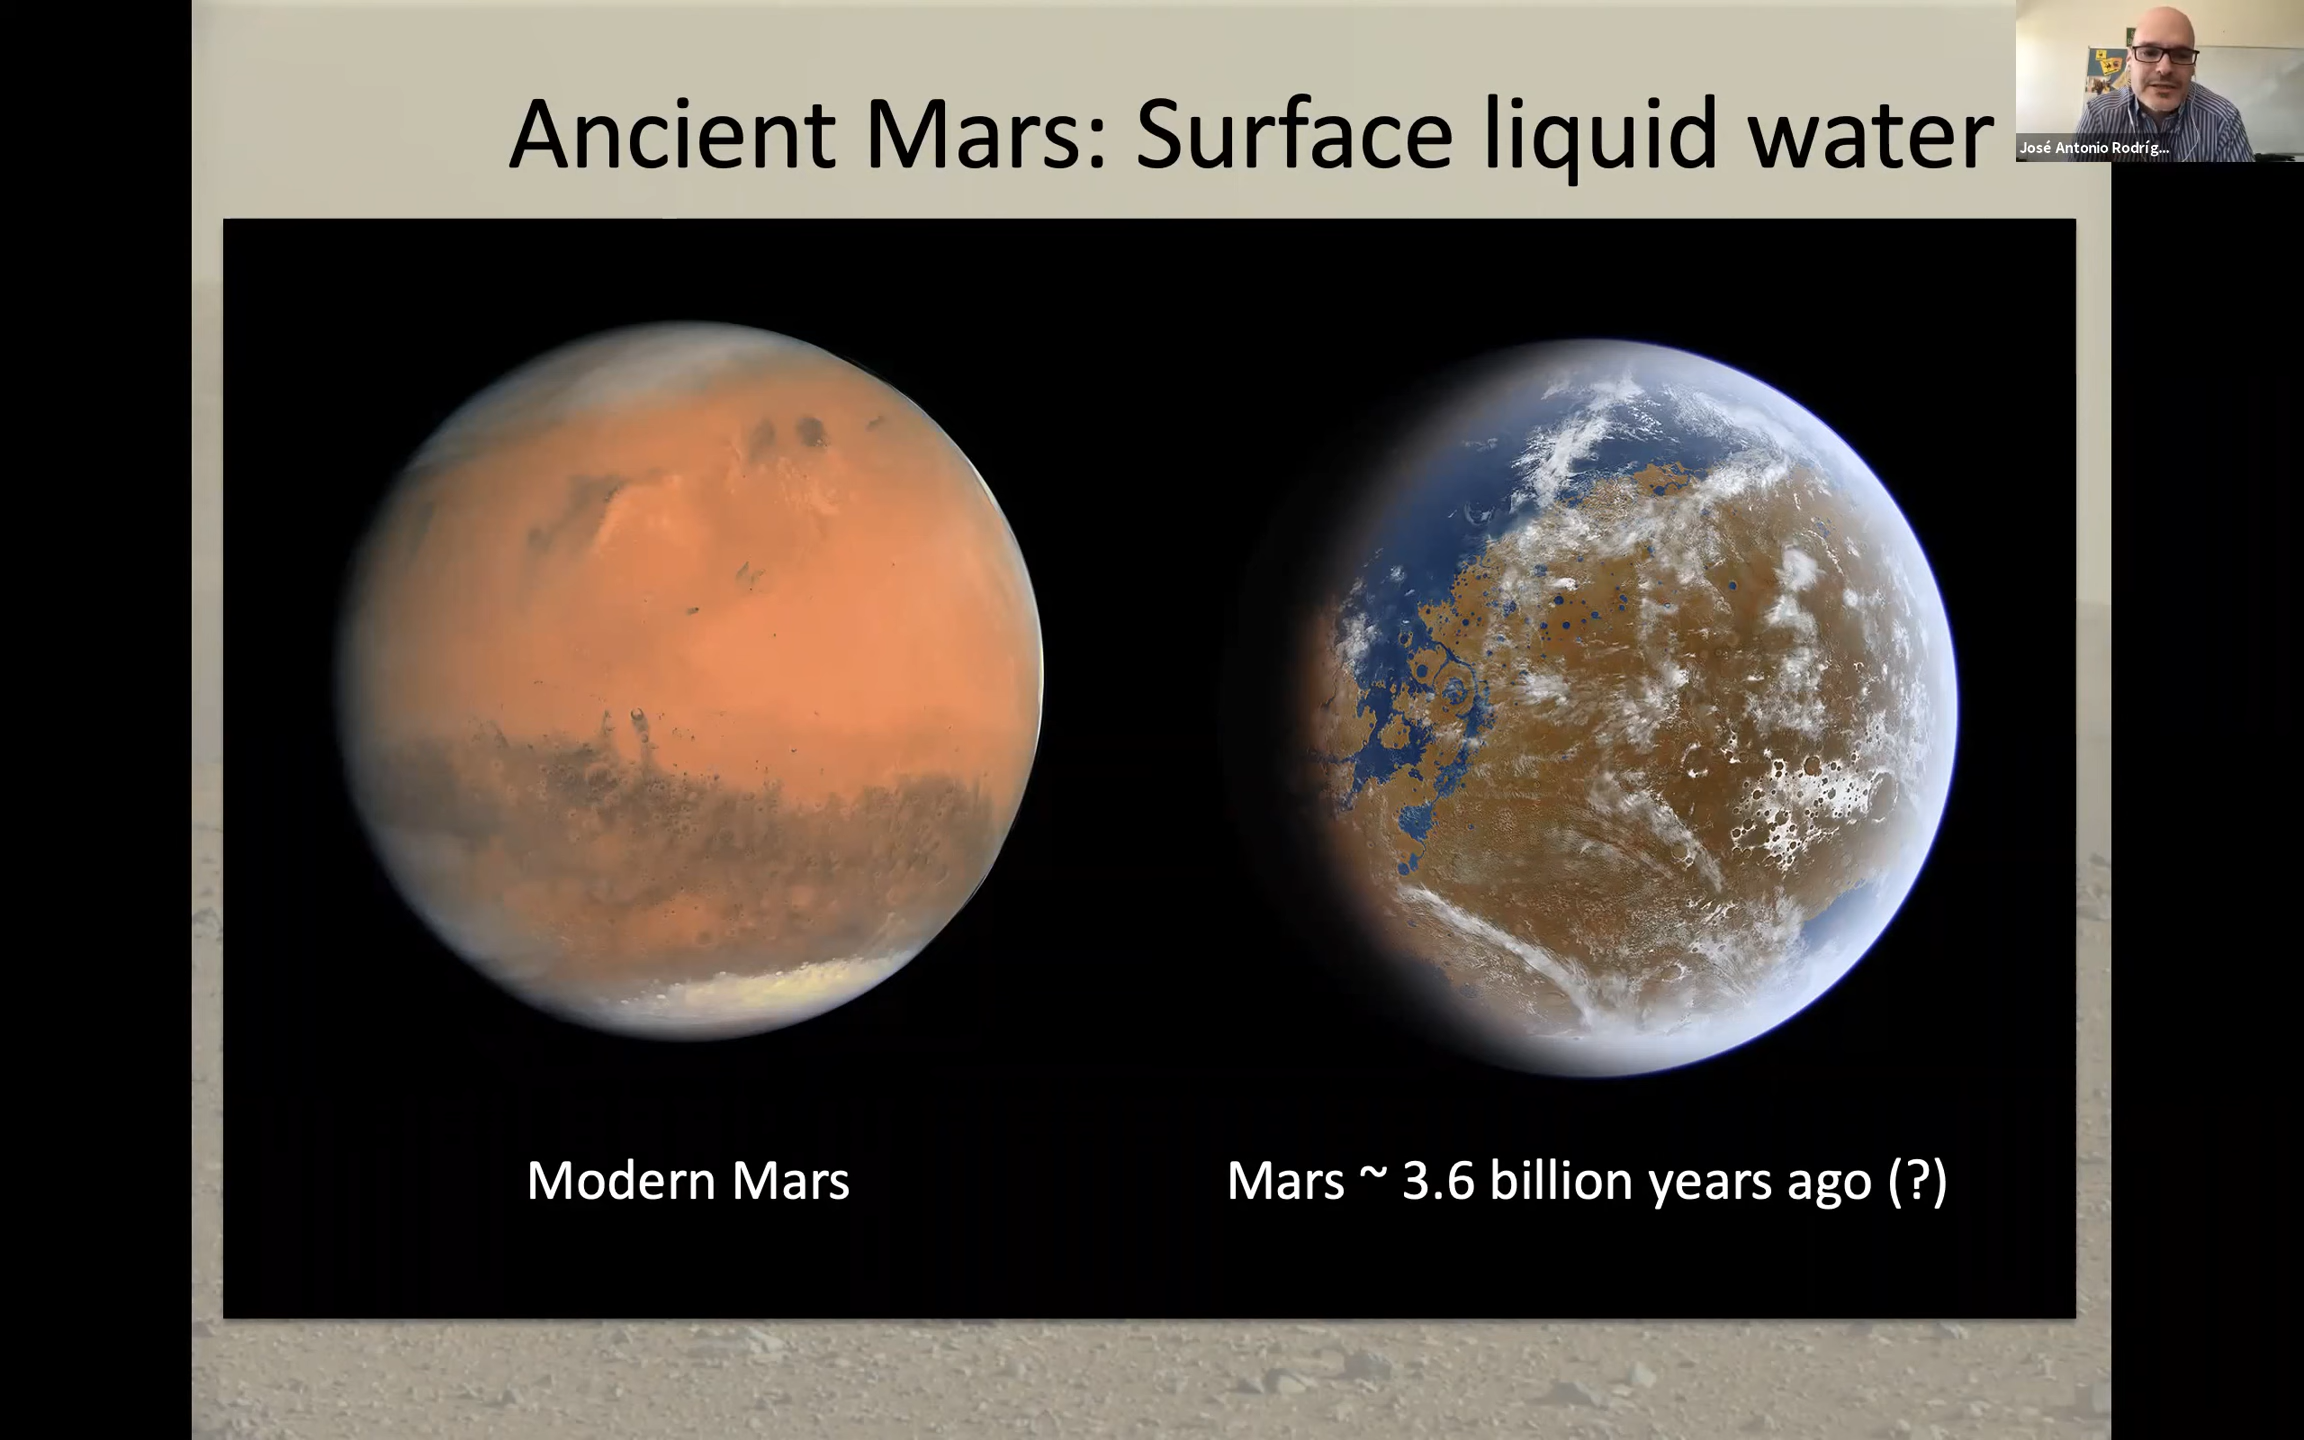 Ancient Mars: Surface liquid water
José Antonio Rodríg...
Modern Mars
Mars ~ 3.6 billion years ago (?)